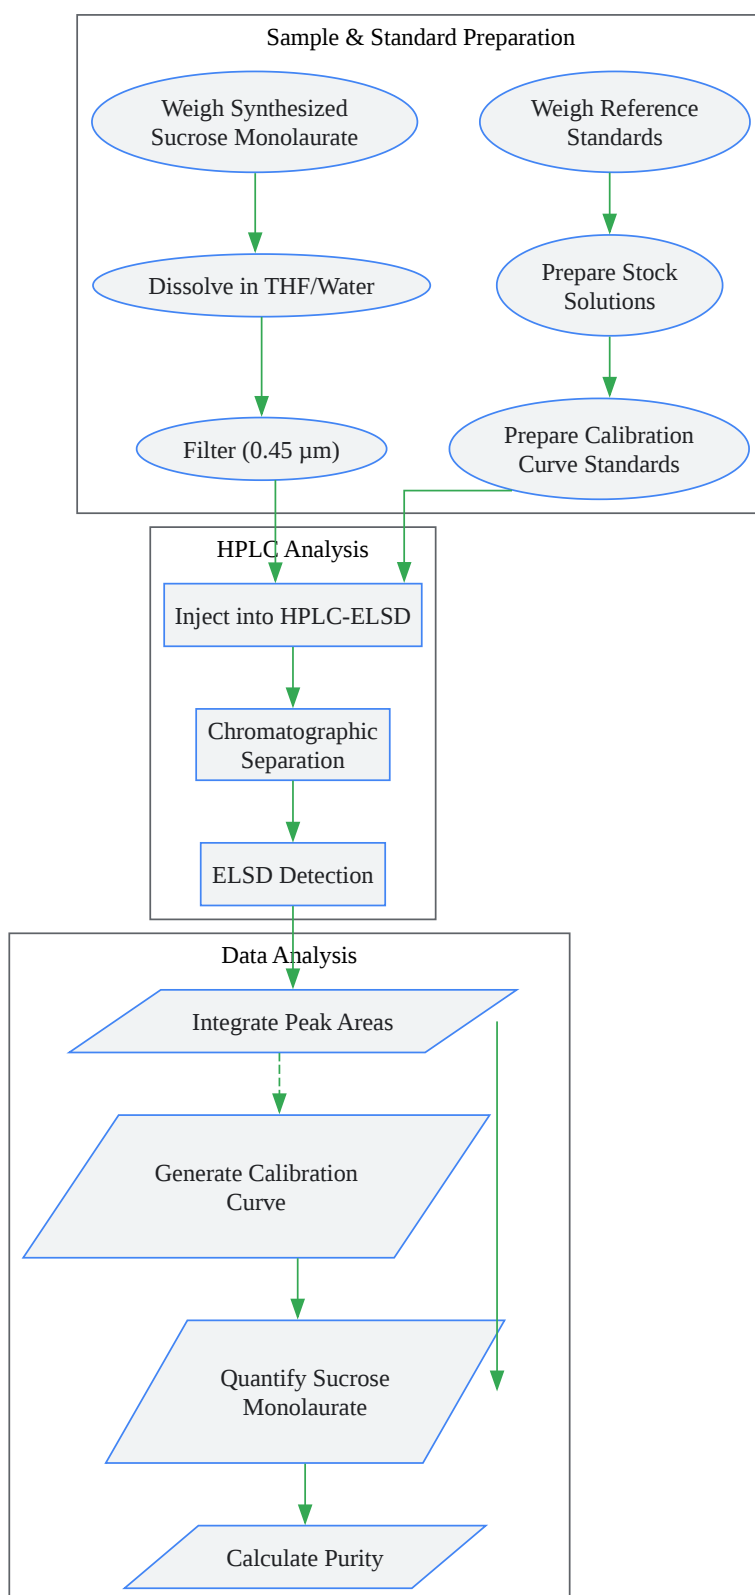 Sample & Standard Preparation
Weigh Synthesized
Sucrose Monolaurate
Weigh Reference
Standards
Dissolve in THF/Water
Prepare Stock
Solutions
Filter (0.45 µm)
Prepare Calibration
Curve Standards
HPLC Analysis
Inject into HPLC-ELSD
Chromatographic
Separation
ELSD Detection
Data Analysis
Integrate Peak Areas
Generate Calibration
Curve
Quantify Sucrose
Monolaurate
Calculate Purity